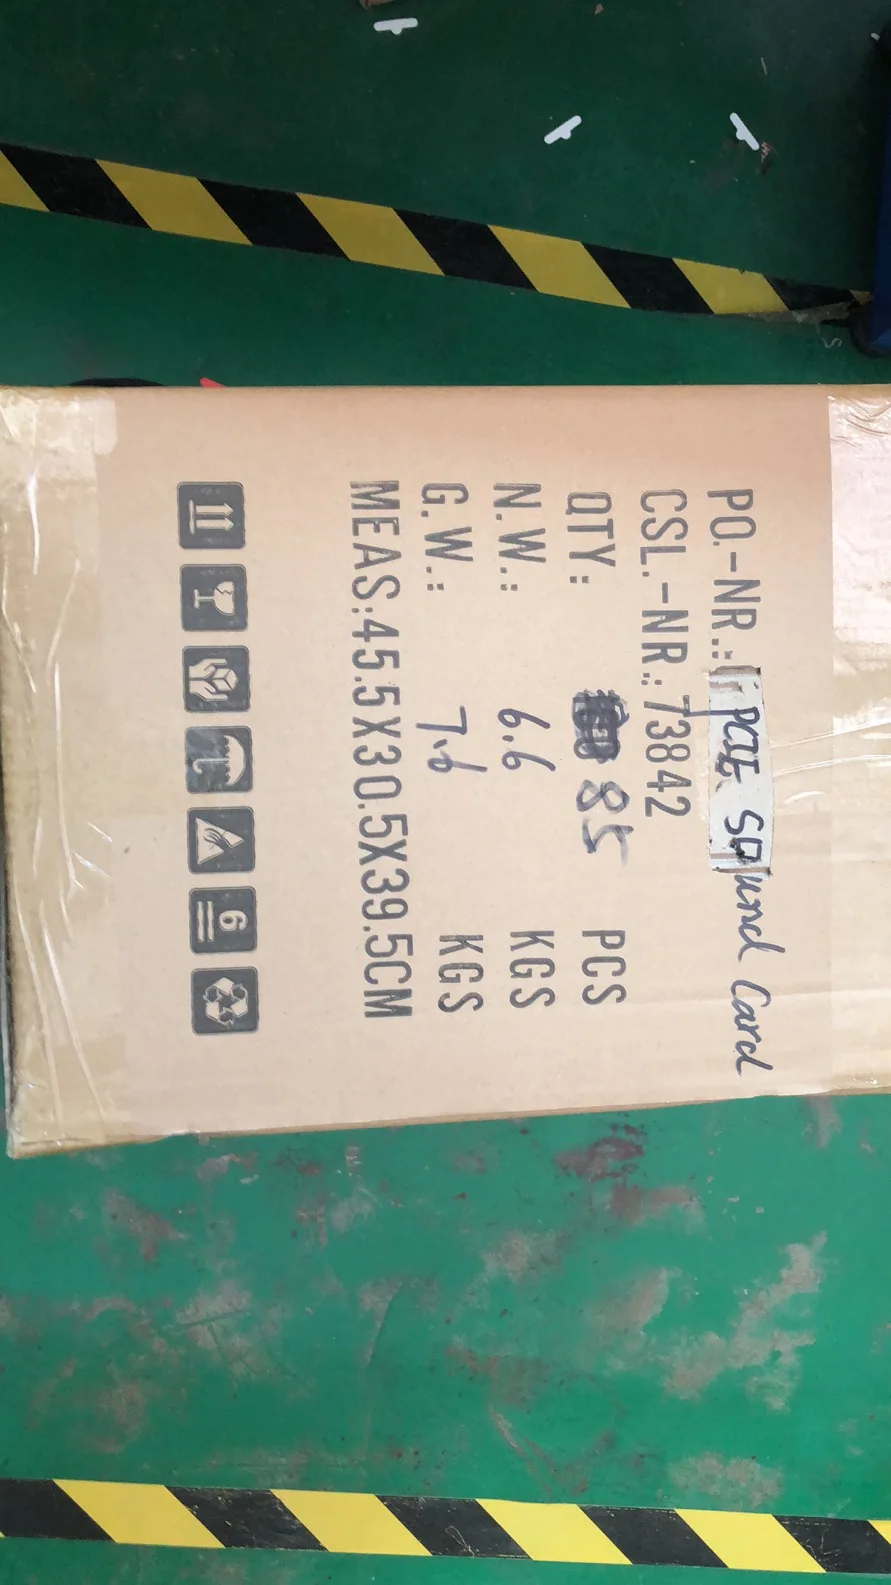 PO.-NR.: PCIE Sound Card
CSL.-NR.: 73842
QTY: 85 PCS
N.W.: 6.6 KGS
G.W.: 7.6 KGS
MEAS:45.5X30.5X39.5CM
6